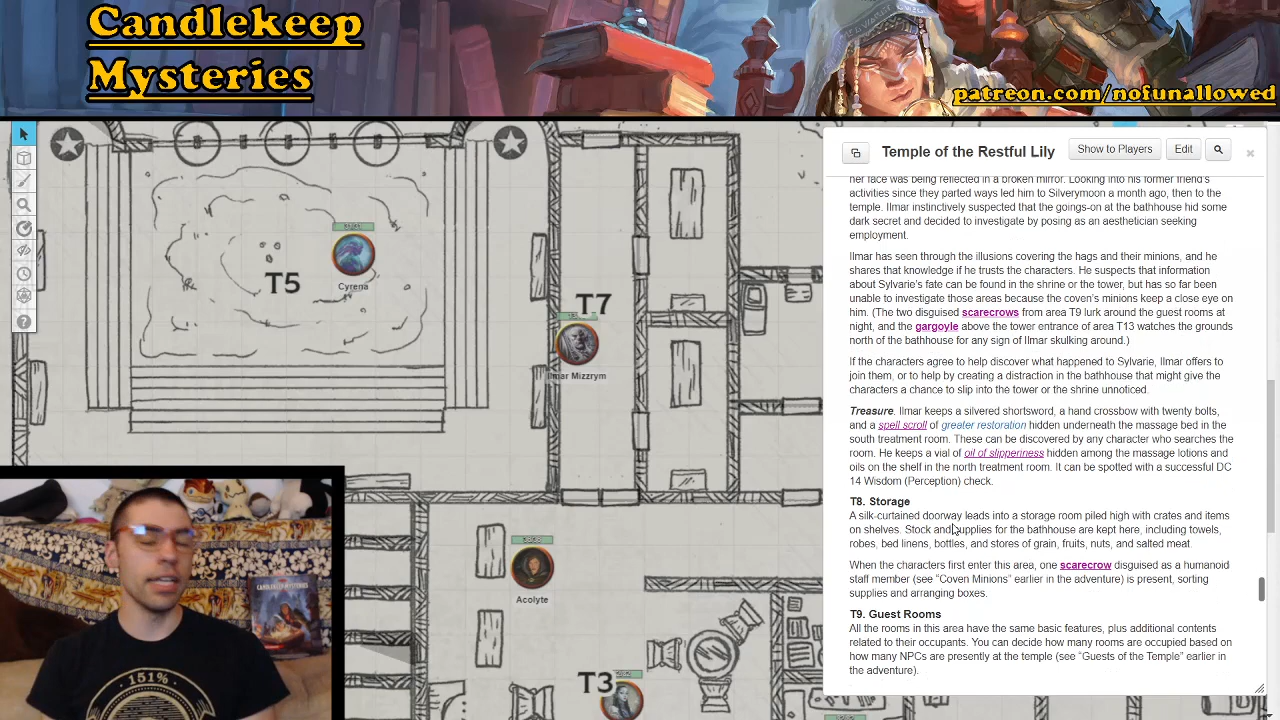 Candlekeep
Mysteries
patreon.com/nofunallowed
Temple of the Restful Lily
Show to Players
Edit
her face was being reflected in a broken mirror. Looking into his former friend's
activities since they parted ways led him to Silverymoon a month ago, then to the
temple. Ilmar instinctively suspected that the goings-on at the bathhouse hid some
dark secret and decided to investigate by posing as an aesthetician seeking
employment.
Ilmar has seen through the illusions covering the hags and their minions, and he
shares that knowledge if he trusts the characters. He suspects that information
about Sylvarie's fate can be found in the shrine or the tower, but has so far been
unable to investigate those areas because the coven's minions keep a close eye on
him. (The two disguised scarecrows from area T9 lurk around the guest rooms at
night, and the gargoyle above the tower entrance of area T13 watches the grounds
north of the bathhouse for any sign of Ilmar skulking around.)
If the characters agree to help discover what happened to Sylvarie, Ilmar offers to
join them, or to help by creating a distraction in the bathhouse that might give the
characters a chance to slip into the tower or the shrine unnoticed.
Treasure. Ilmar keeps a silvered shortsword, a hand crossbow with twenty bolts,
and a spell scroll of greater restoration hidden underneath the massage bed in the
south treatment room. These can be discovered by any character who searches the
room. He keeps a vial of oil of slipperiness hidden among the massage lotions and
oils on the shelf in the north treatment room. It can be spotted with a successful DC
14 Wisdom (Perception) check.
T8. Storage
A silk-curtained doorway leads into a storage room piled high with crates and items
on shelves. Stock and supplies for the bathhouse are kept here, including towels,
robes, bed linens, bottles, and stores of grain, fruits, nuts, and salted meat.
When the characters first enter this area, one scarecrow disguised as a humanoid
staff member (see "Coven Minions" earlier in the adventure) is present, sorting
supplies and arranging boxes.
T9. Guest Rooms
All the rooms in this area have the same basic features, plus additional contents
related to their occupants. You can decide how many rooms are occupied based on
how many NPCs are presently at the temple (see "Guests of the Temple" earlier in
the adventure).
T5
Cyrena
T7
Ilmar Mizzrym
Acolyte
T3
151%